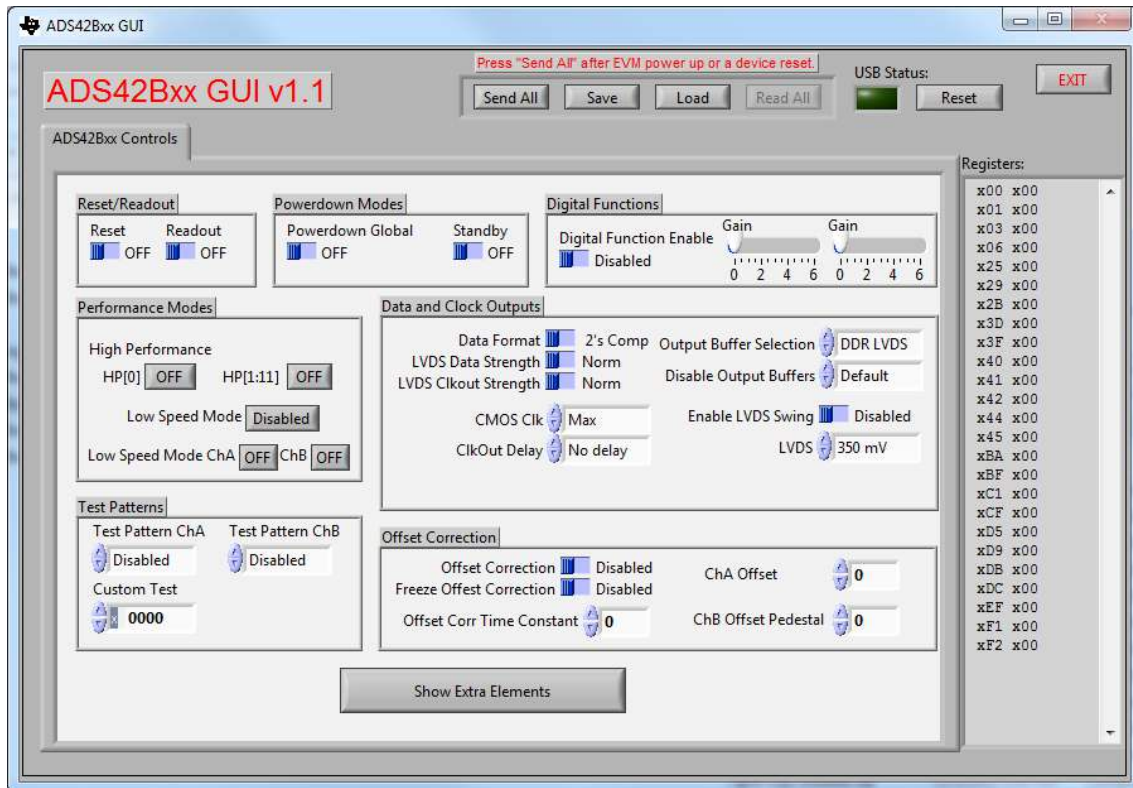 ADS42Bxx GUI
ADS42Bxx GUI v1.1
Press "Send All" after EVM power up or a device reset.
Send All Save Load Read All
USB Status:
Reset
EXIT
ADS42Bxx Controls
Reset/Readout
Reset Readout
OFF OFF
Powerdown Modes
Powerdown Global Standby
OFF OFF
Digital Functions
Digital Function Enable
Disabled
Gain Gain
0 2 4 6 0 2 4 6
Performance Modes
High Performance
HP[0] OFF HP[1:11] OFF
Low Speed Mode Disabled
Low Speed Mode ChA OFF ChB OFF
Data and Clock Outputs
Data Format 2's Comp
LVDS Data Strength Norm
LVDS Clkout Strength Norm
CMOS Clk Max
ClkOut Delay No delay
Output Buffer Selection DDR LVDS
Disable Output Buffers Default
Enable LVDS Swing Disabled
LVDS 350 mV
Test Patterns
Test Pattern ChA Test Pattern ChB
Disabled Disabled
Custom Test
x 0000
Offset Correction
Offset Correction Disabled
Freeze Offest Correction Disabled
Offset Corr Time Constant 0
ChA Offset 0
ChB Offset Pedestal 0
Show Extra Elements
Registers:
x00 x00
x01 x00
x03 x00
x06 x00
x25 x00
x29 x00
x2B x00
x3D x00
x3F x00
x40 x00
x41 x00
x42 x00
x44 x00
x45 x00
xBA x00
xBF x00
xC1 x00
xCF x00
xD5 x00
xD9 x00
xDB x00
xDC x00
xEF x00
xF1 x00
xF2 x00